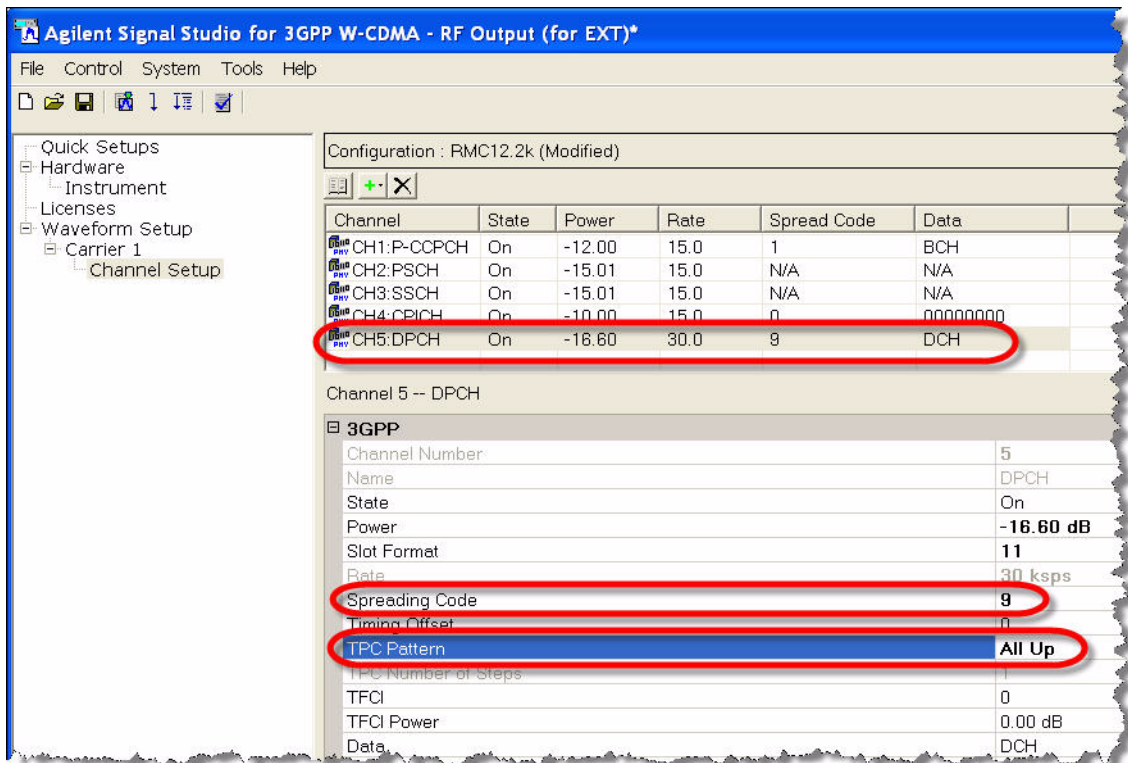 Agilent Signal Studio for 3GPP W-CDMA - RF Output (for EXT)*
File Control System Tools Help
Quick Setups
Hardware
Instrument
Licenses
Waveform Setup
Carrier 1
Channel Setup
Configuration : RMC12.2k (Modified)
Channel State Power Rate Spread Code Data
CH1:P-CCPCH On -12.00 15.0 1 BCH
CH2:PSCH On -15.01 15.0 N/A N/A
CH3:SSCH On -15.01 15.0 N/A N/A
CH4:CPICH On -10.00 15.0 0 00000000
CH5:DPCH On -16.60 30.0 9 DCH
Channel 5 -- DPCH
3GPP
Channel Number 5
Name DPCH
State On
Power -16.60 dB
Slot Format 11
Rate 30 ksps
Spreading Code 9
Timing Offset 0
TPC Pattern All Up
TPC Number of Steps 1
TFCI 0
TFCI Power 0.00 dB
Data DCH